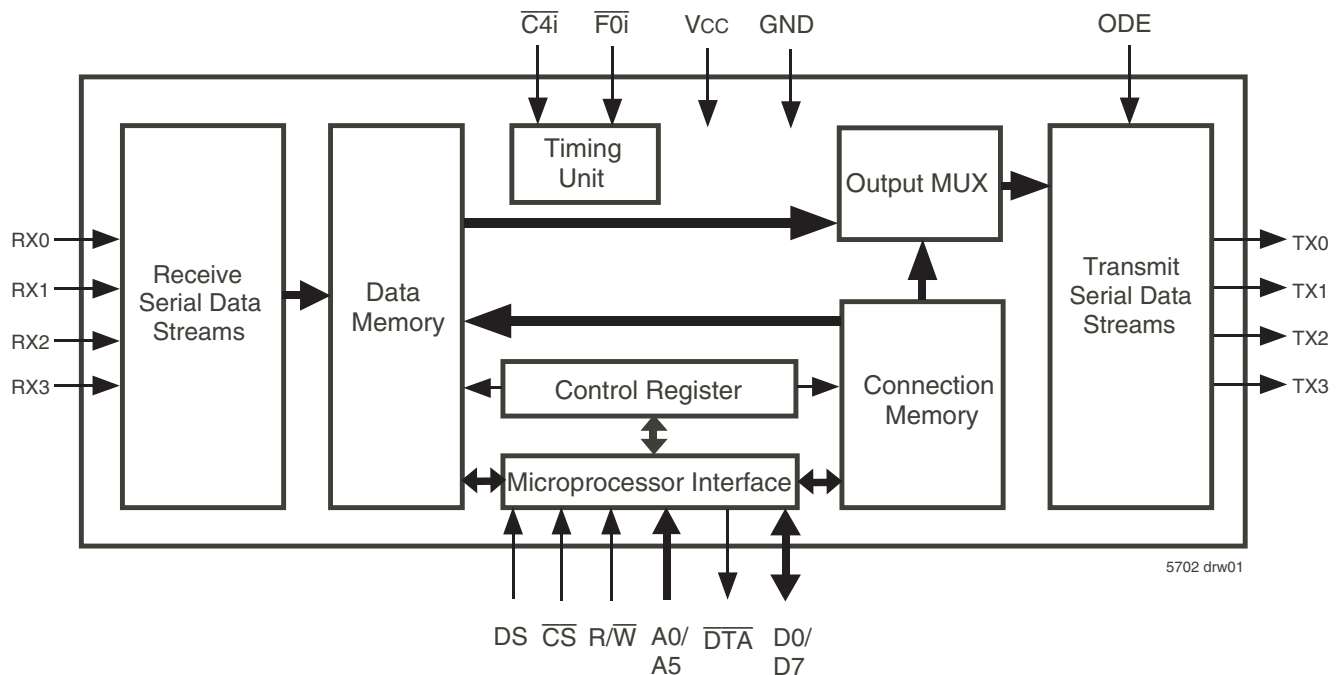 C4i F0i Vcc GND ODE
Timing
Unit
Output MUX
RX0
RX1
RX2
RX3
Receive
Serial Data
Streams
Data
Memory
Control Register
Microprocessor Interface
Connection
Memory
Transmit
Serial Data
Streams
TX0
TX1
TX2
TX3
5702 drw01
DS CS R/W A0/ DTA D0/
A5 D7